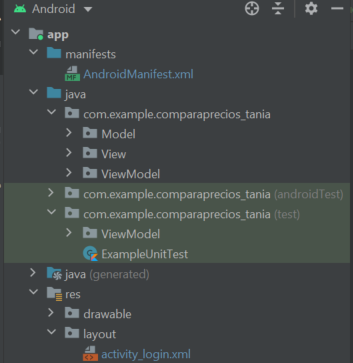 Android
app
manifests
AndroidManifest.xml
java
com.example.comparaprecios_tania
Model
View
ViewModel
com.example.comparaprecios_tania (androidTest)
com.example.comparaprecios_tania (test)
ViewModel
ExampleUnitTest
java (generated)
res
drawable
layout
activity_login.xml